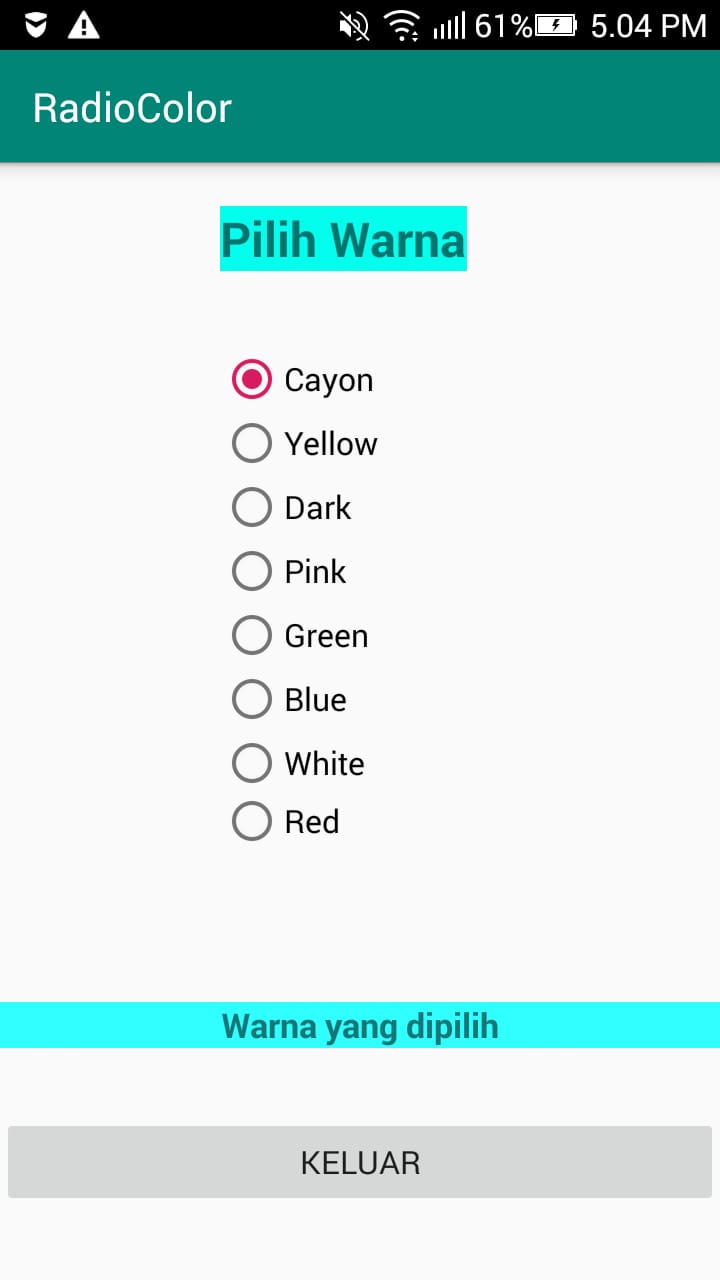 61% 5.04 PM
RadioColor
Pilih Warna
Cayon
Yellow
Dark
Pink
Green
Blue
White
Red
Warna yang dipilih
KELUAR